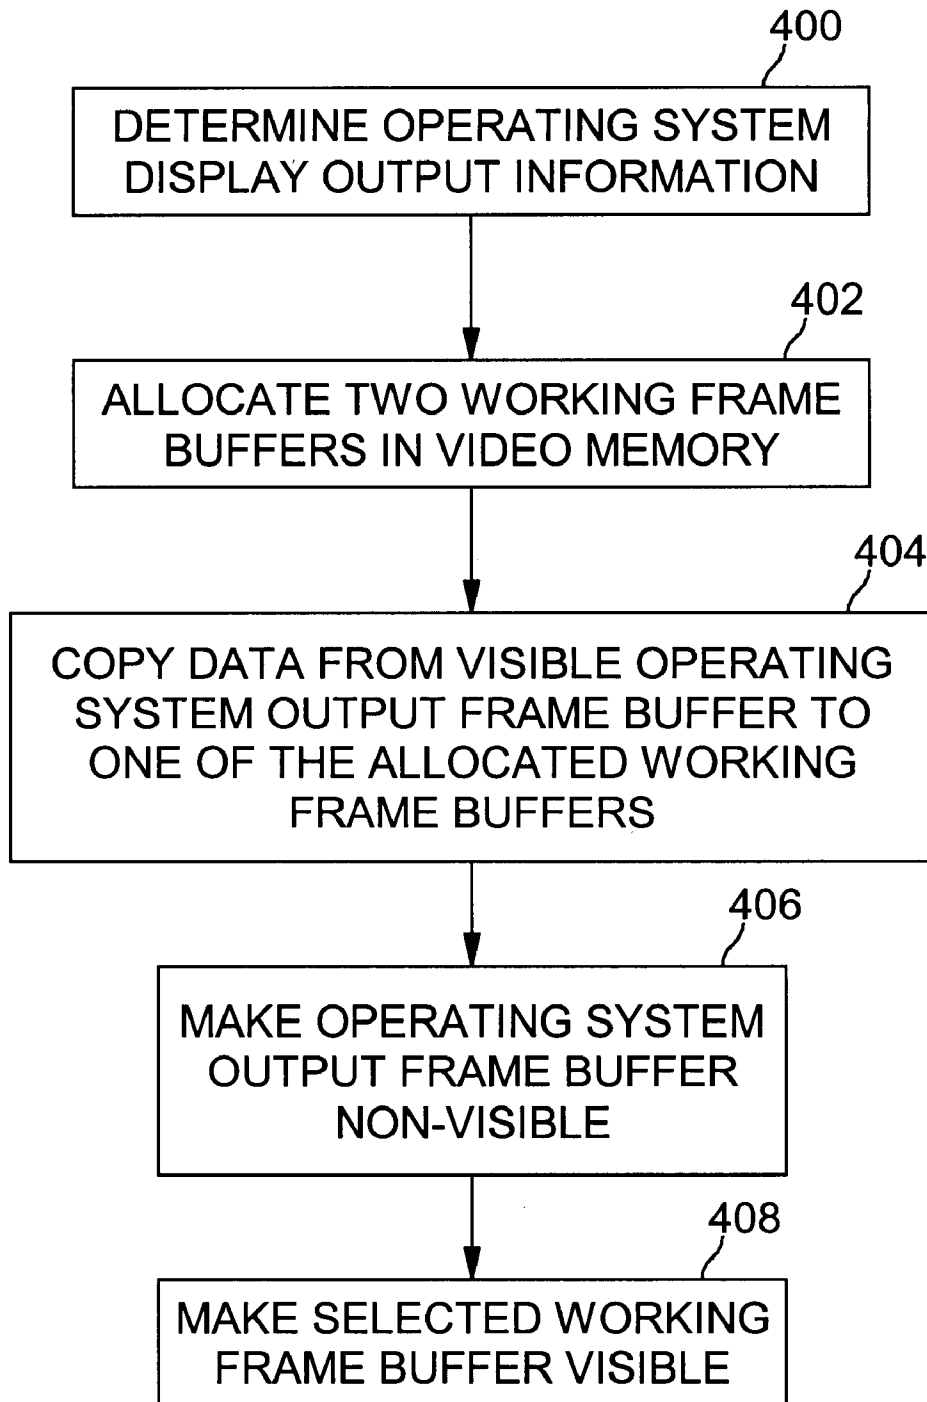 400
DETERMINE OPERATING SYSTEM
DISPLAY OUTPUT INFORMATION
402
ALLOCATE TWO WORKING FRAME
BUFFERS IN VIDEO MEMORY
404
COPY DATA FROM VISIBLE OPERATING
SYSTEM OUTPUT FRAME BUFFER TO
ONE OF THE ALLOCATED WORKING
FRAME BUFFERS
406
MAKE OPERATING SYSTEM
OUTPUT FRAME BUFFER
NON-VISIBLE
408
MAKE SELECTED WORKING
FRAME BUFFER VISIBLE